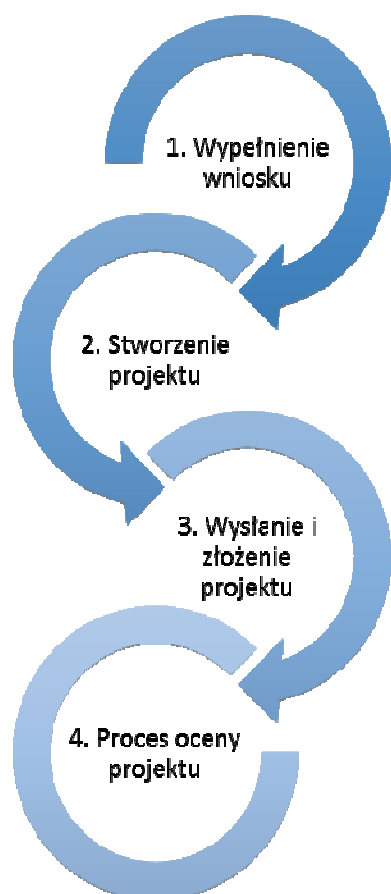 1. Wypełnienie
wniosku
2. Stworzenie
projektu
3. Wysłanie i
złożenie
projektu
4. Proces oceny
projektu